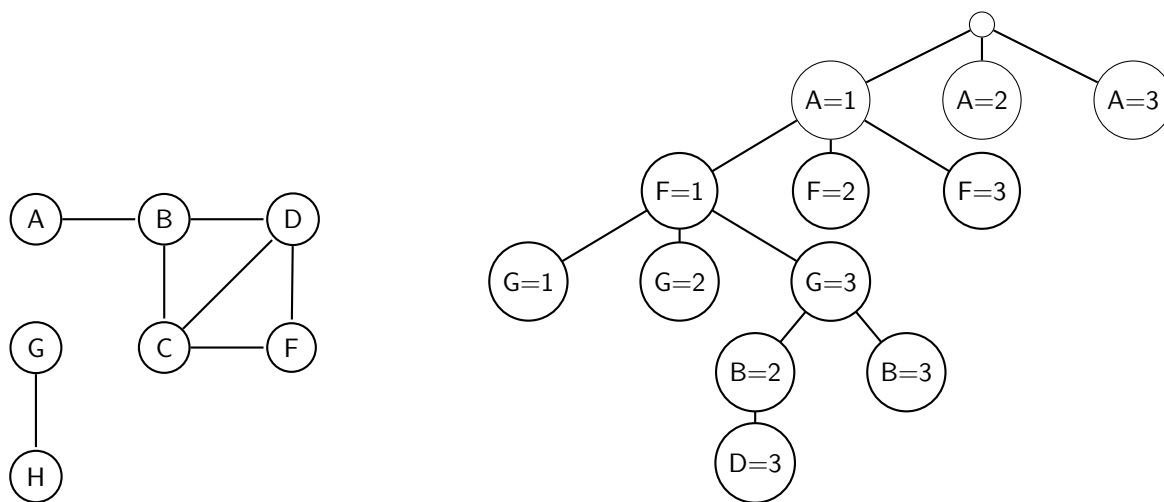 A B D
G C F
H
A=1 A=2 A=3
F=1 F=2 F=3
G=1 G=2 G=3
B=2 B=3
D=3